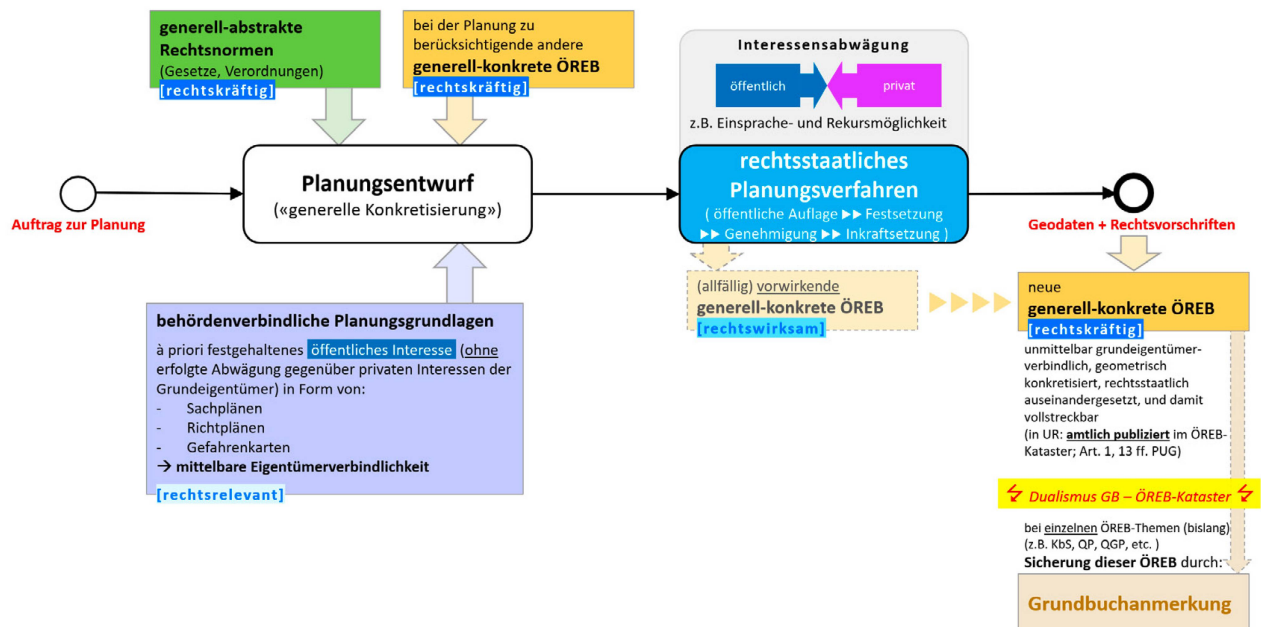 generell-abstrakte
Rechtsnormen
(Gesetze, Verordnungen)
[rechtskräftig]
bei der Planung zu
berücksichtigende andere
generell-konkrete ÖREB
[rechtskräftig]
Interessensabwägung
öffentlich
privat
z.B. Einsprache- und Rekursmöglichkeit
Auftrag zur Planung
Planungsentwurf
(«generelle Konkretisierung»)
rechtsstaatliches
Planungsverfahren
( öffentliche Auflage ►► Festsetzung
►► Genehmigung ►► Inkraftsetzung )
Geodaten + Rechtsvorschriften
behördenverbindliche Planungsgrundlagen
à priori festgehaltenes öffentliches Interesse (ohne
erfolgte Abwägung gegenüber privaten Interessen der
Grundeigentümer) in Form von:
- Sachplänen
- Richtplänen
- Gefahrenkarten
→ mittelbare Eigentümerverbindlichkeit
[rechtsrelevant]
(allfällig) vorwirkende
generell-konkrete ÖREB
[rechtswirksam]
neue
generell-konkrete ÖREB
[rechtskräftig]
unmittelbar grundeigentümer-
verbindlich, geometrisch
konkretisiert, rechtsstaatlich
auseinandergesetzt, und damit
vollstreckbar
(in UR: amtlich publiziert im ÖREB-
Kataster; Art. 1, 13 ff. PUG)
Dualismus GB – ÖREB-Kataster
bei einzelnen ÖREB-Themen (bislang)
(z.B. KbS, QP, QGP, etc. )
Sicherung dieser ÖREB durch:
Grundbuchanmerkung